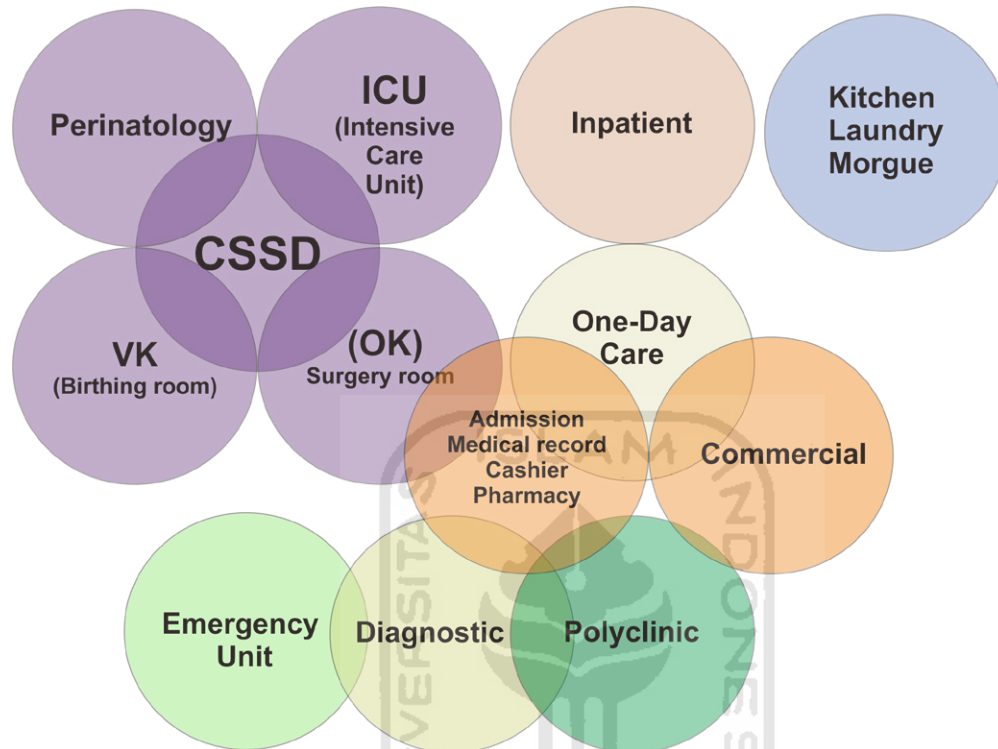 Perinatology
ICU
(Intensive
Care
Unit)
Inpatient
Kitchen
Laundry
Morgue
CSSD
VK
(Birthing room)
(OK)
Surgery room
One-Day
Care
Admission
Medical record
Cashier
Pharmacy
Commercial
Emergency
Unit
Diagnostic
Polyclinic
ISLAM